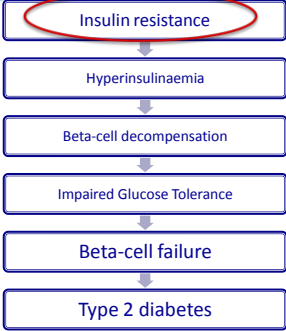 Insulin resistance
Hyperinsulinaemia
Beta-cell decompensation
Impaired Glucose Tolerance
Beta-cell failure
Type 2 diabetes